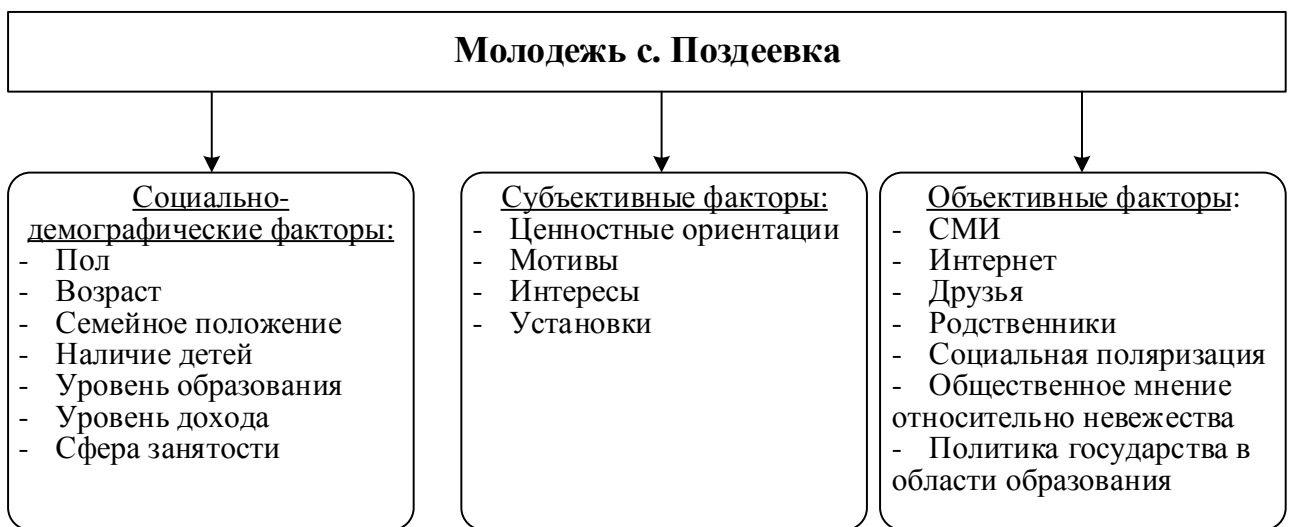 Молодежь с. Поздеевка
Социально-
демографические факторы:
- Пол
- Возраст
- Семейное положение
- Наличие детей
- Уровень образования
- Уровень дохода
- Сфера занятости
Субъективные факторы:
- Ценностные ориентации
- Мотивы
- Интересы
- Установки
Объективные факторы:
- СМИ
- Интернет
- Друзья
- Родственники
- Социальная поляризация
- Общественное мнение
относительно невежества
- Политика государства в
области образования